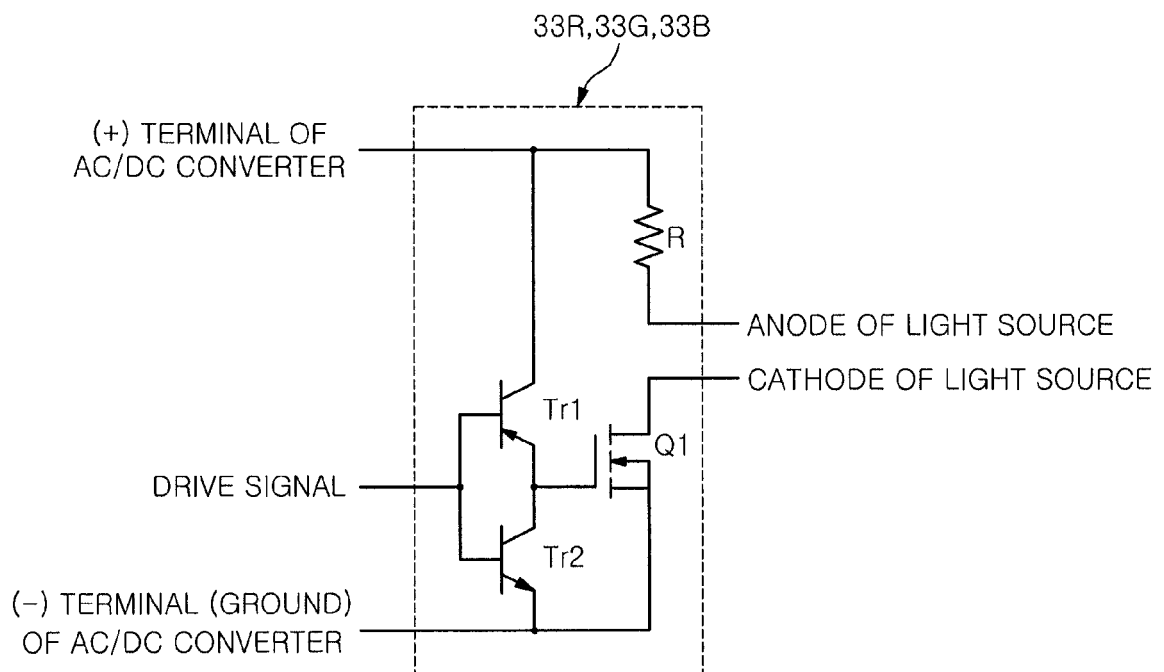 33R,33G,33B
(+) TERMINAL OF
AC/DC CONVERTER
R
ANODE OF LIGHT SOURCE
CATHODE OF LIGHT SOURCE
Tr1
Q1
DRIVE SIGNAL
Tr2
(−) TERMINAL (GROUND)
OF AC/DC CONVERTER